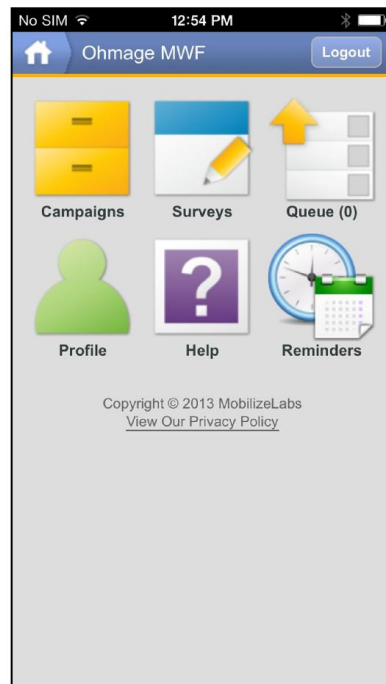 No SIM 12:54 PM
Ohmage MWF Logout
Campaigns Surveys Queue (0)
Profile Help Reminders
Copyright © 2013 MobilizeLabs
View Our Privacy Policy